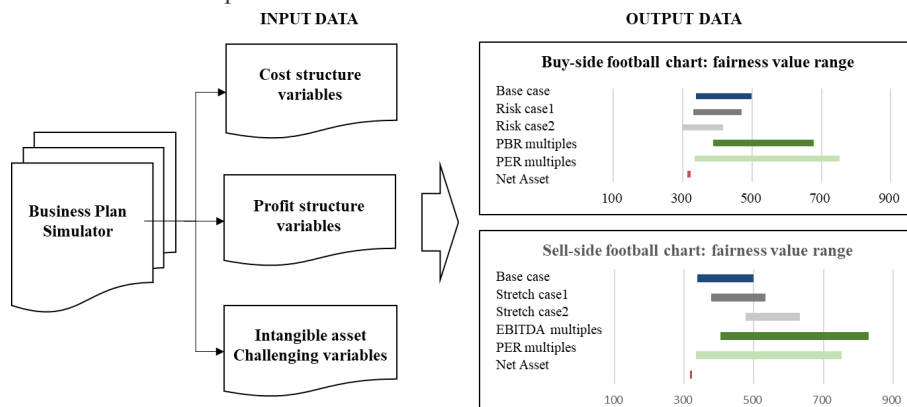 INPUT DATA
OUTPUT DATA
Business Plan
Simulator
Cost structure
variables
Profit structure
variables
Intangible asset
Challenging variables
Buy-side football chart: fairness value range
Base case
Risk case1
Risk case2
PBR multiples
PER multiples
Net Asset
100 300 500 700 900
Sell-side football chart: fairness value range
Base case
Stretch case1
Stretch case2
EBITDA multiples
PER multiples
Net Asset
100 300 500 700 900